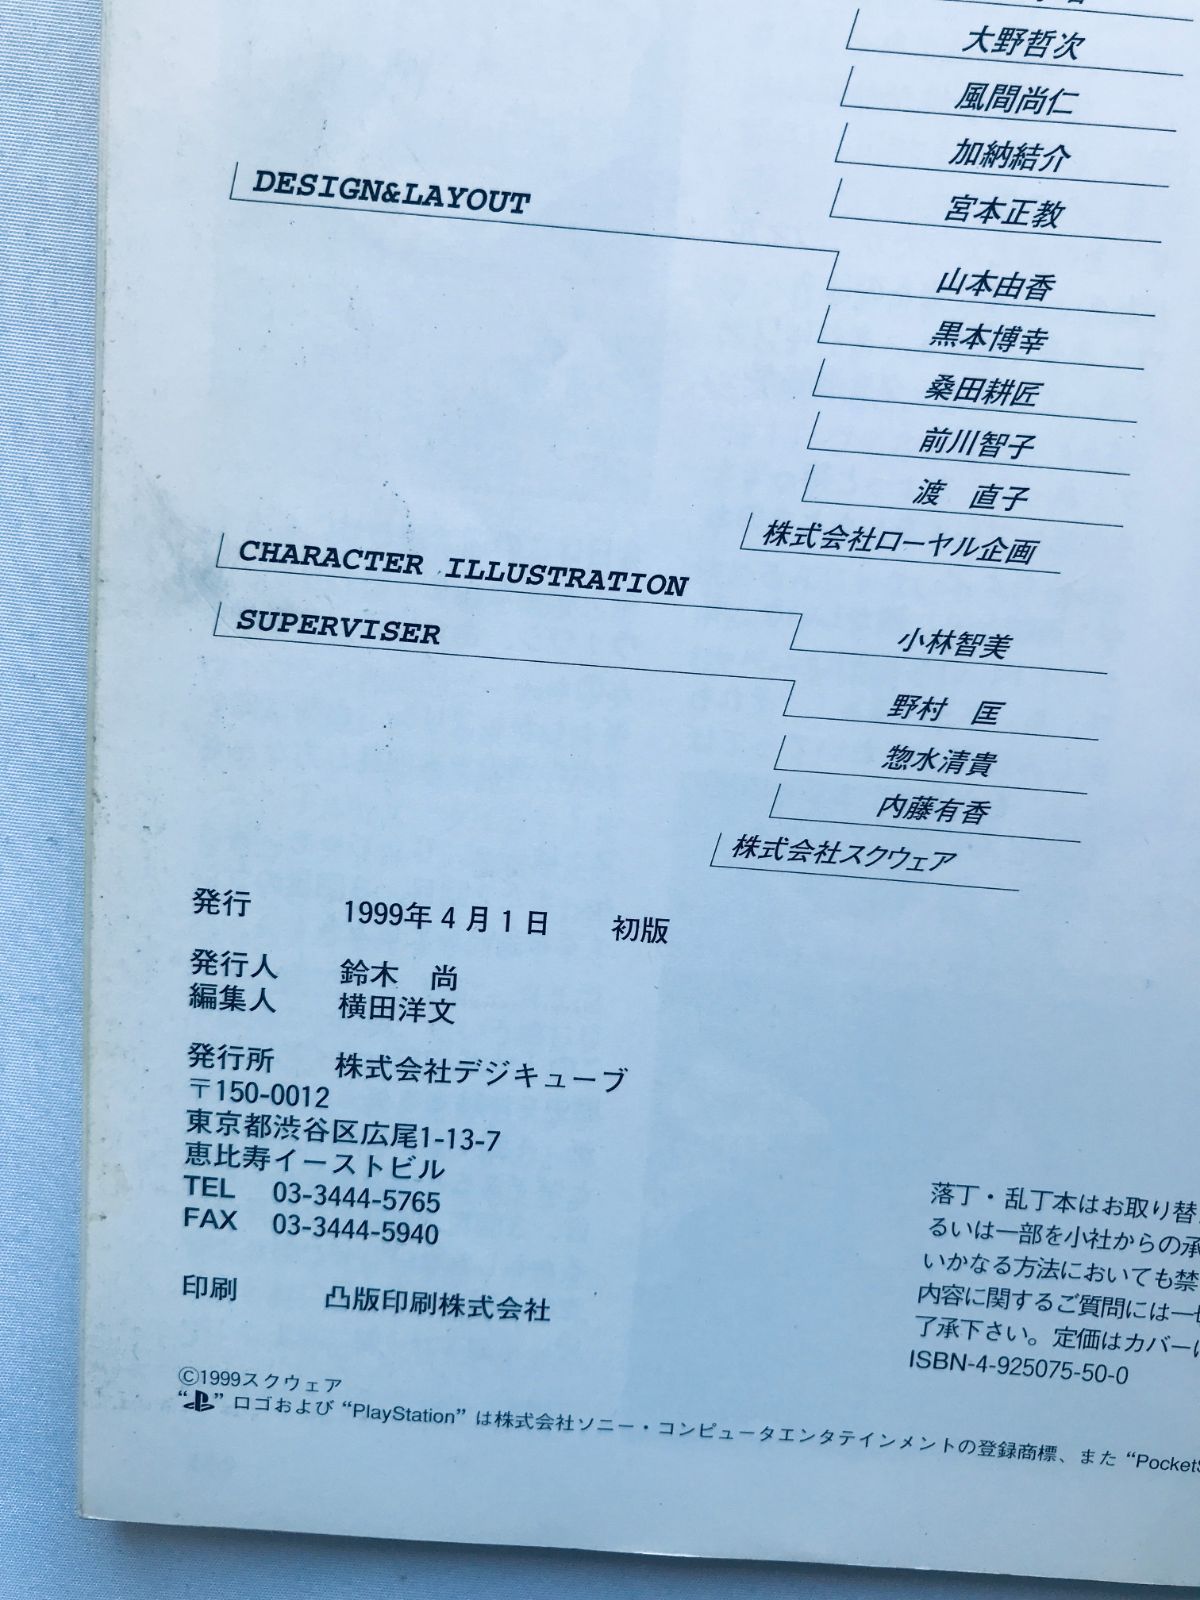 大野哲次
風間尚仁
加納結介
宮本正教
DESIGN&LAYOUT
山本由香
黒本博幸
桑田耕匠
前川智子
渡　直子
株式会社ローヤル企画
CHARACTER ILLUSTRATION
小林智美
SUPERVISER
野村　匡
惣水清貴
内藤有香
株式会社スクウェア
発行　1999年4月1日　初版
発行人　鈴木　尚
編集人　横田洋文
発行所　株式会社デジキューブ
〒150-0012
東京都渋谷区広尾1-13-7
恵比寿イーストビル
TEL　03-3444-5765
FAX　03-3444-5940
印刷　凸版印刷株式会社
落丁・乱丁本はお取り替
るいは一部を小社からの承
いかなる方法においても禁
内容に関するご質問には一切
了承下さい。定価はカバーに
ISBN-4-925075-50-0
©1999スクウェア
“ ” ロゴおよび “PlayStation” は株式会社ソニー・コンピュータエンタテインメントの登録商標、また “PocketS